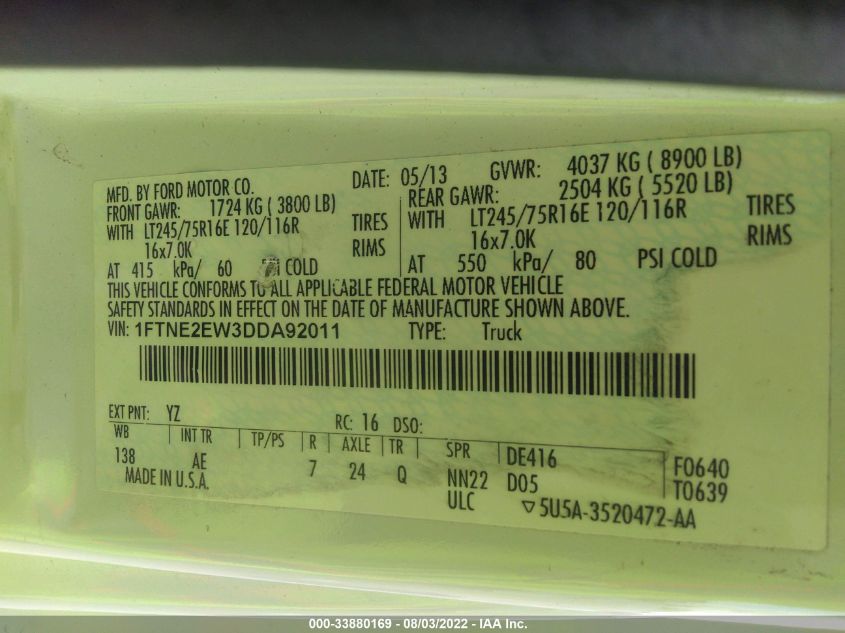 MFD. BY FORD MOTOR CO. DATE: 05/13 GVWR: 4037 KG ( 8900 LB)
FRONT GAWR: 1724 KG ( 3800 LB) REAR GAWR: 2504 KG ( 5520 LB)
WITH LT245/75R16E 120/116R TIRES WITH LT245/75R16E 120/116R TIRES
16x7.0K RIMS 16x7.0K RIMS
AT 415 kPa/ 60 PSI COLD AT 550 kPa/ 80 PSI COLD
THIS VEHICLE CONFORMS TO ALL APPLICABLE FEDERAL MOTOR VEHICLE
SAFETY STANDARDS IN EFFECT ON THE DATE OF MANUFACTURE SHOWN ABOVE.
VIN: 1FTNE2EW3DDA92011 TYPE: Truck
EXT PNT: YZ RC: 16 DSO:
WB INT TR TP/PS R AXLE TR SPR DE416 F0640
138 AE 7 24 Q NN22 D05 T0639
MADE IN U.S.A. ULC 5U5A-3520472-AA
000-33880169 - 08/03/2022 - IAA Inc.